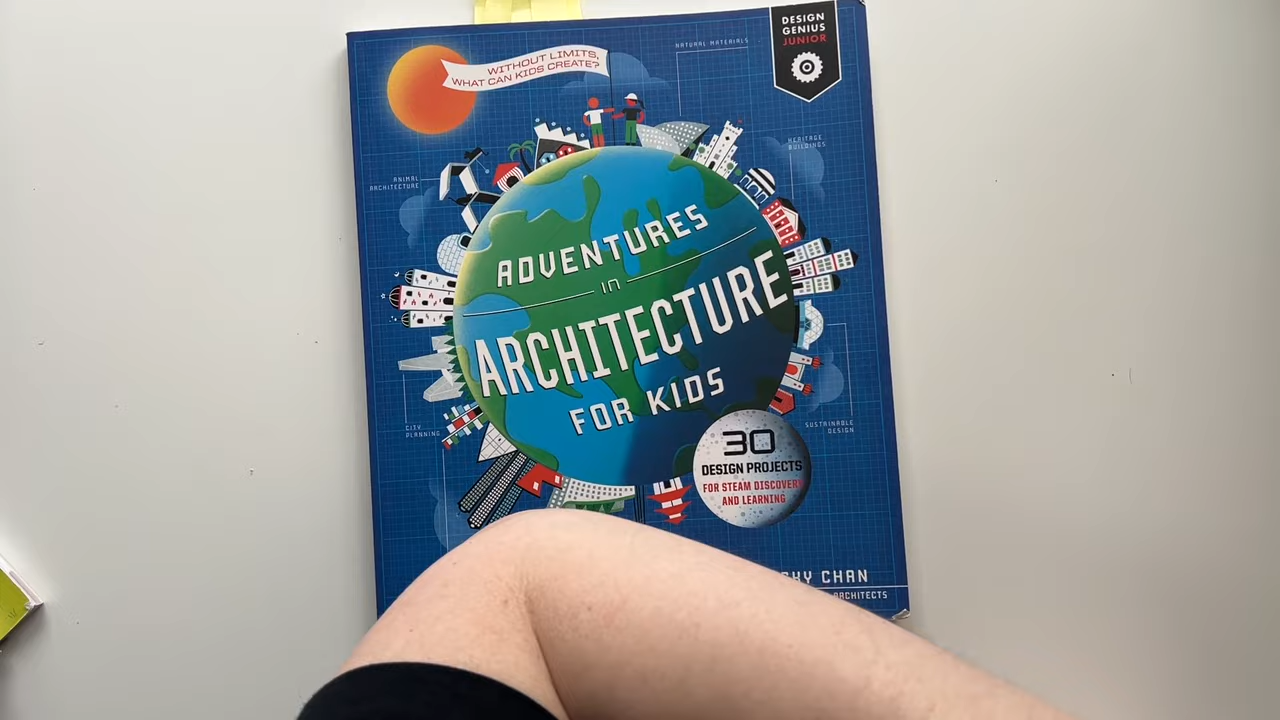 DESIGN
GENIUS
JUNIOR
WITHOUT LIMITS,
WHAT CAN KIDS CREATE?
NATURAL MATERIALS
HERITAGE
BUILDINGS
ANIMAL
ARCHITECTURE
ADVENTURES
in
ARCHITECTURE
FOR KIDS
CITY
PLANNING
SUSTAINABLE
DESIGN
30
DESIGN PROJECTS
FOR STEAM DISCOVERY
AND LEARNING
CHAN
ARCHITECTS